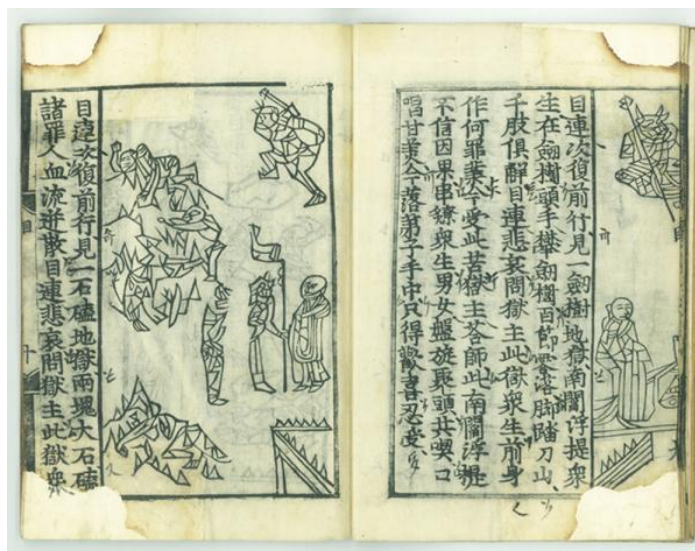 目連次復前行見一劍樹地獄南閻浮提衆
生在劍樹頭手攀劍樹百節零落脚踏刀山
千股俱解目連悲哀問獄主此獄衆生前身
作何罪業今受此苦獄主答師此南閻浮提
不信因果串衆生男女盤旋聚頭共喫口
唱甘美今落弟子手中只得歡喜忍受
目連次復前行見一石磕地獄兩塊大石磕
諸罪人血流迸散目連悲哀問獄主此獄衆